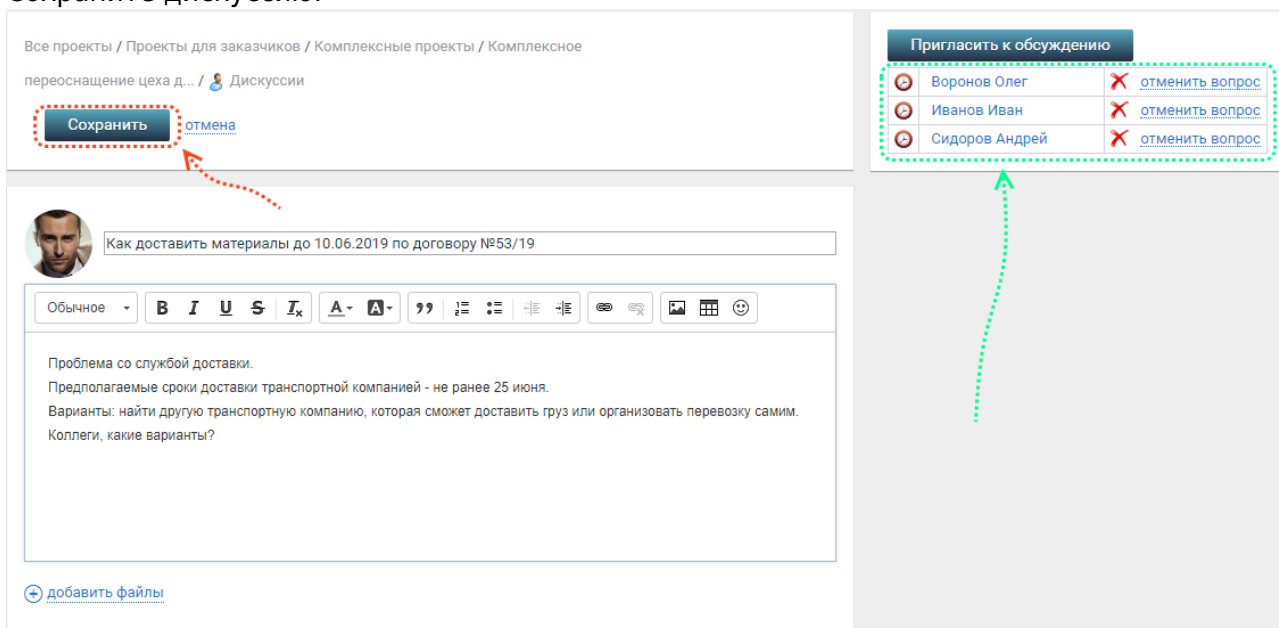 Сохранить дискуссию.
Все проекты / Проекты для заказчиков / Комплексные проекты / Комплексное
переоснащение цеха д... / Дискуссии
Сохранить отмена
Пригласить к обсуждению
Воронов Олег отменить вопрос
Иванов Иван отменить вопрос
Сидоров Андрей отменить вопрос
Как доставить материалы до 10.06.2019 по договору №53/19
Обычное B I U S Ix A A
Проблема со службой доставки.
Предполагаемые сроки доставки транспортной компанией - не ранее 25 июня.
Варианты: найти другую транспортную компанию, которая сможет доставить груз или организовать перевозку самим.
Коллеги, какие варианты?
добавить файлы